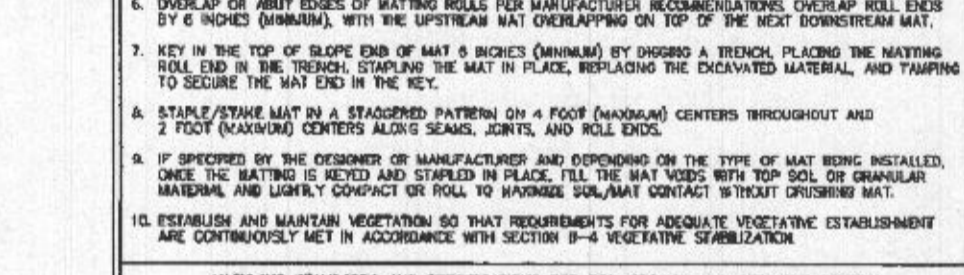 6. OVERLAP OR ABUT EDGES OF MATTING ROLLS PER MANUFACTURER RECOMMENDATIONS. OVERLAP ROLL ENDS
BY 6 INCHES (MINIMUM), WITH THE UPSTREAM MAT OVERLAPPING ON TOP OF THE NEXT DOWNSTREAM MAT.
7. KEY IN THE TOP OF SLOPE END OF MAT 6 INCHES (MINIMUM) BY DIGGING A TRENCH, PLACING THE MATTING
ROLL END IN THE TRENCH, STAPLING THE MAT IN PLACE, REPLACING THE EXCAVATED MATERIAL, AND TAMPING
TO SECURE THE MAT END IN THE KEY.
8. STAPLE/STAKE MAT IN A STAGGERED PATTERN ON 4 FOOT (MAXIMUM) CENTERS THROUGHOUT AND
2 FOOT (MAXIMUM) CENTERS ALONG SEAMS, JOINTS, AND ROLL ENDS.
9. IF SPECIFIED BY THE DESIGNER OR MANUFACTURER AND DEPENDING ON THE TYPE OF MAT BEING INSTALLED,
ONCE THE MATTING IS KEYED AND STAPLED IN PLACE, FILL THE MAT VOIDS WITH TOP SOIL OR GRANULAR
MATERIAL AND LIGHTLY COMPACT OR ROLL TO MAXIMIZE SOIL/MAT CONTACT WITHOUT CRUSHING MAT.
10. ESTABLISH AND MAINTAIN VEGETATION SO THAT REQUIREMENTS FOR ADEQUATE VEGETATIVE ESTABLISHMENT
ARE CONTINUOUSLY MET IN ACCORDANCE WITH SECTION B-4 VEGETATIVE STABILIZATION.